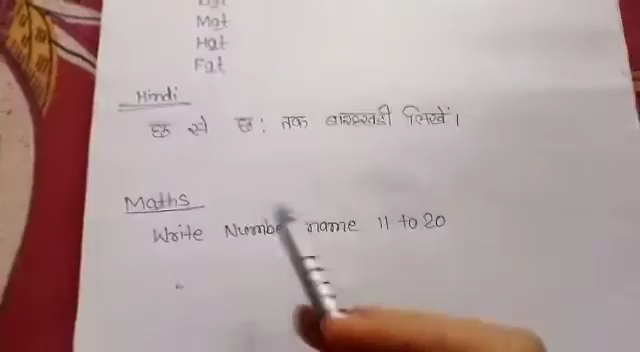 Mat
Hat
Fat
Hindi
छ से छः तक बारहखडी लिखें।
Maths
Write Number name 11 to 20